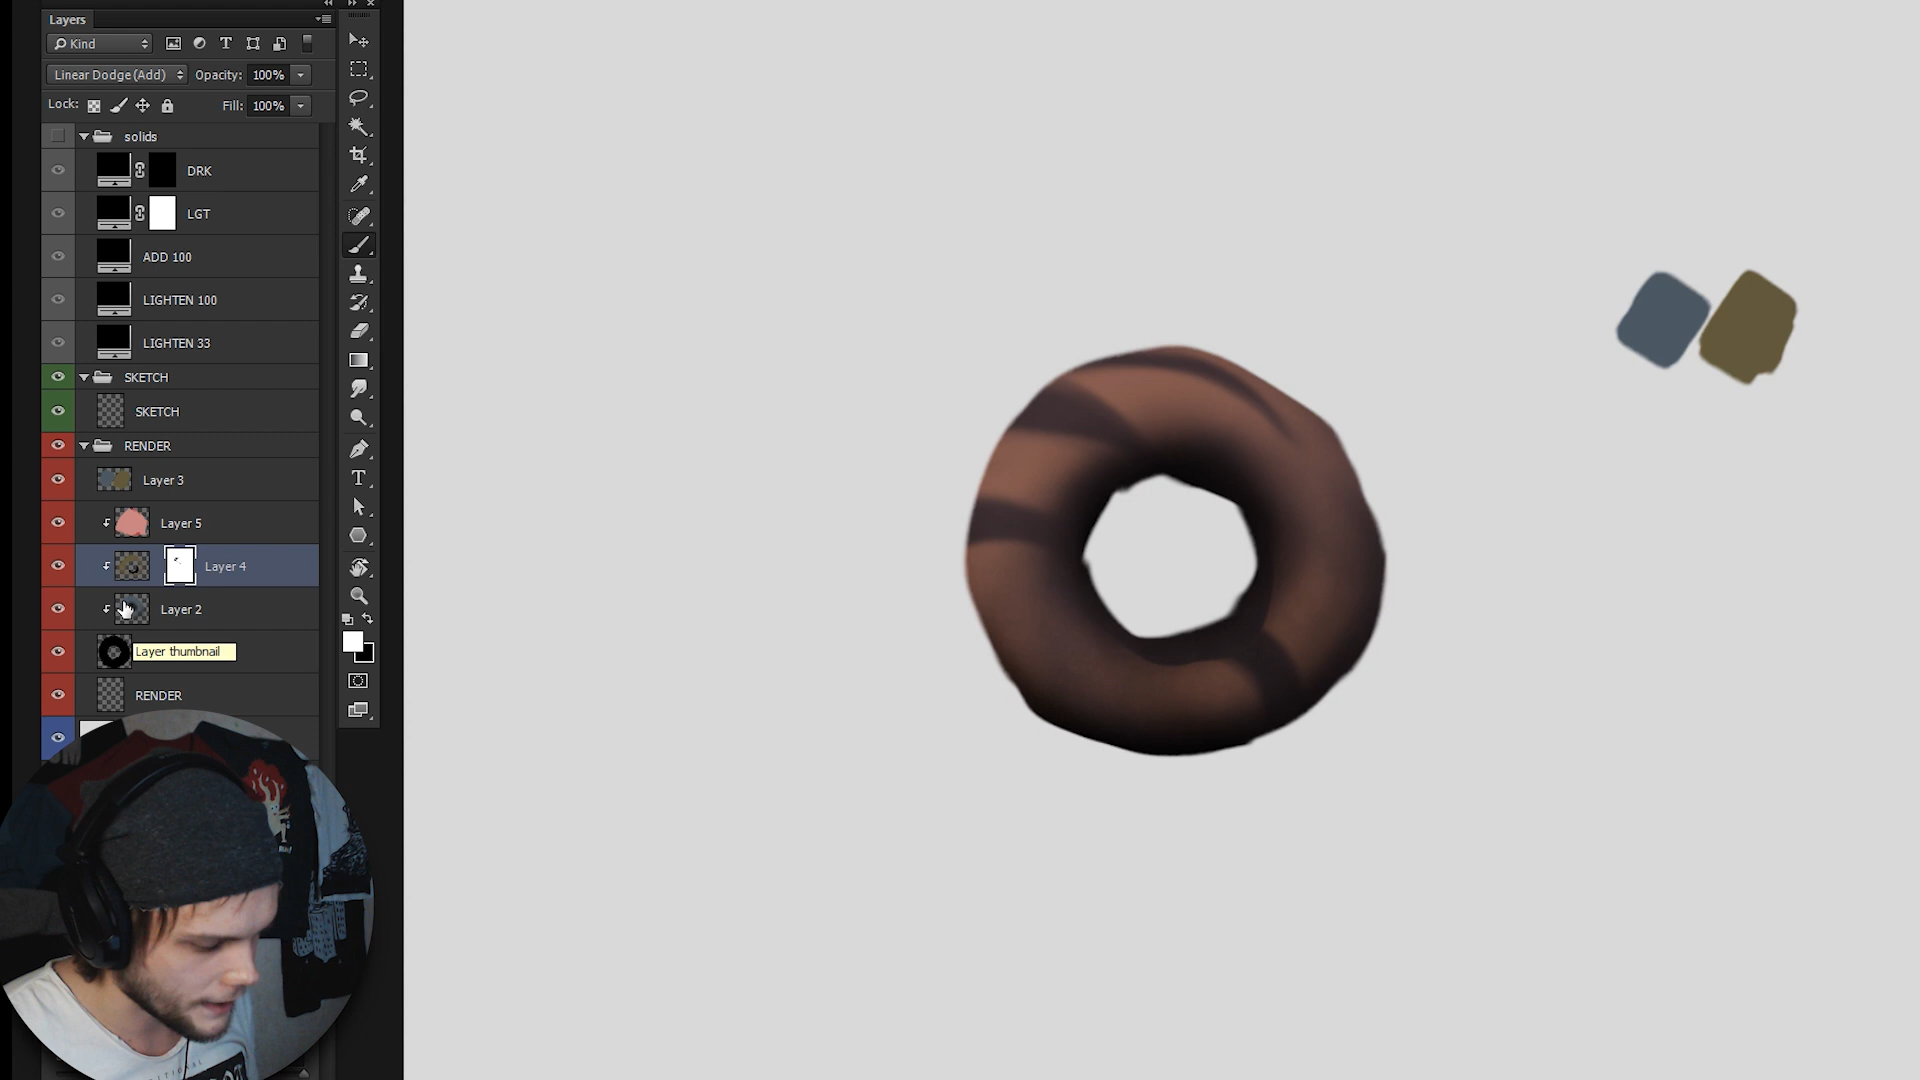 Layers
Kind
T
Linear Dodge (Add) Opacity: 100%
Lock: Fill: 100%
solids
DRK
LGT
ADD 100
LIGHTEN 100
LIGHTEN 33
SKETCH
SKETCH
RENDER
Layer 3
Layer 5
Layer 4
Layer 2
Layer thumbnail
RENDER
T